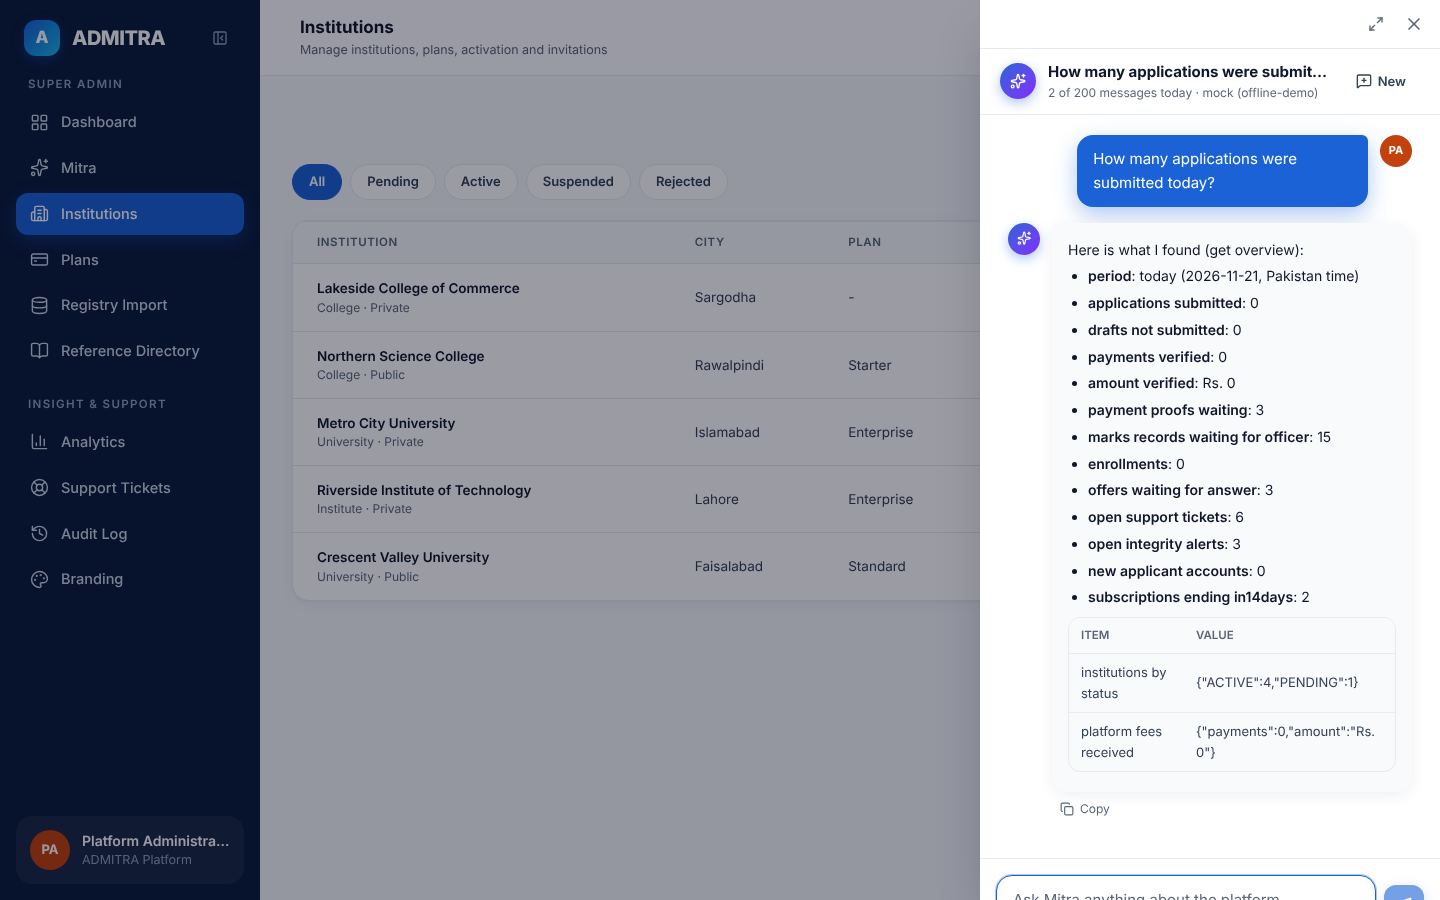 A ADMITRA
SUPER ADMIN
Dashboard
Mitra
Institutions
Plans
Registry Import
Reference Directory
INSIGHT & SUPPORT
Analytics
Support Tickets
Audit Log
Branding
PA Platform Administra...
ADMITRA Platform
Institutions
Manage institutions, plans, activation and invitations
All Pending Active Suspended Rejected
INSTITUTION CITY PLAN
Lakeside College of Commerce
College · Private
Sargodha -
Northern Science College
College · Public
Rawalpindi Starter
Metro City University
University · Private
Islamabad Enterprise
Riverside Institute of Technology
Institute · Private
Lahore Enterprise
Crescent Valley University
University · Public
Faisalabad Standard
How many applications were submit...
2 of 200 messages today · mock (offline-demo)
New
How many applications were
submitted today?
PA
Here is what I found (get overview):
• period: today (2026-11-21, Pakistan time)
• applications submitted: 0
• drafts not submitted: 0
• payments verified: 0
• amount verified: Rs. 0
• payment proofs waiting: 3
• marks records waiting for officer: 15
• enrollments: 0
• offers waiting for answer: 3
• open support tickets: 6
• open integrity alerts: 3
• new applicant accounts: 0
• subscriptions ending in14days: 2
ITEM VALUE
institutions by
status
{"ACTIVE":4,"PENDING":1}
platform fees
received
{"payments":0,"amount":"Rs.
0"}
Copy
Ask Mitra anything about the platform